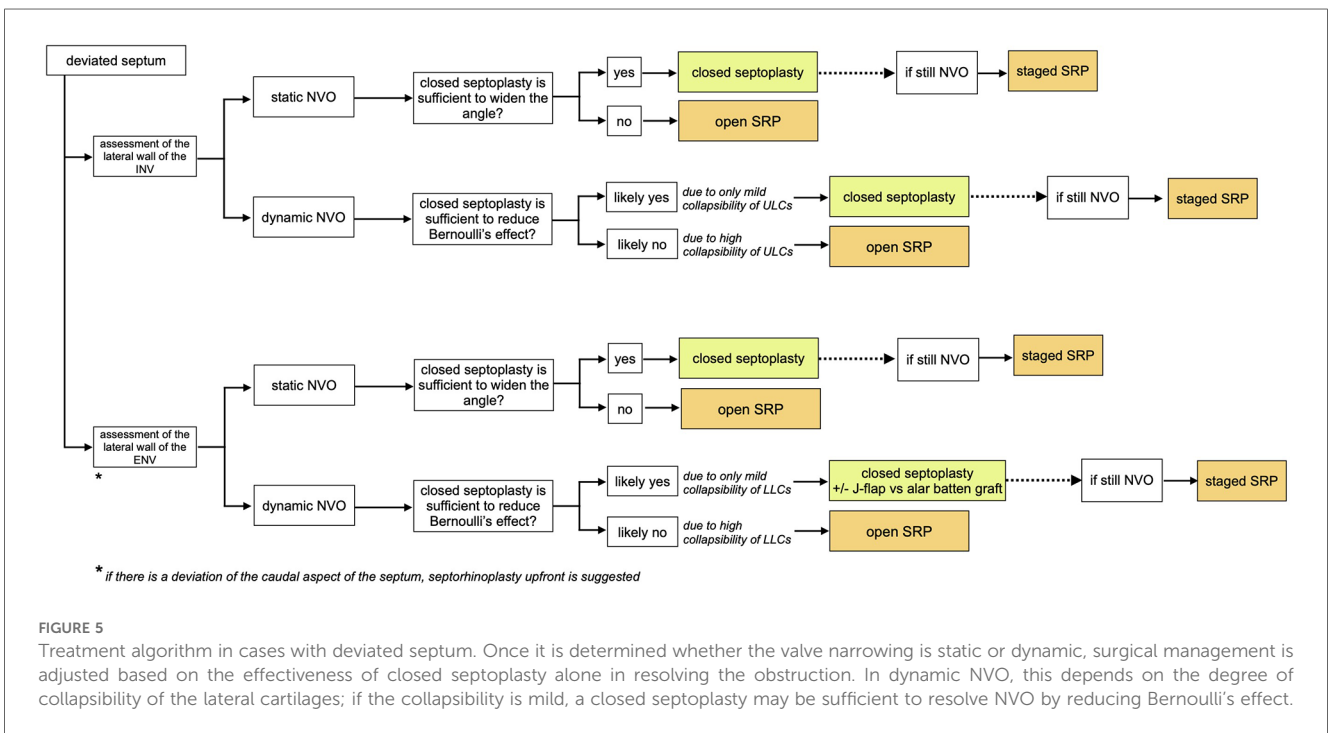 deviated septum
assessment of the
lateral wall of the
INV
static NVO
closed septoplasty is
sufficient to widen the
angle?
yes
closed septoplasty
if still NVO
staged SRP
no
open SRP
dynamic NVO
closed septoplasty is
sufficient to reduce
Bernoulli's effect?
likely yes
due to only mild
collapsibility of ULCs
closed septoplasty
if still NVO
staged SRP
likely no
due to high
collapsibility of ULCs
open SRP
assessment of the
lateral wall of the
ENV
*
static NVO
closed septoplasty is
sufficient to widen the
angle?
yes
closed septoplasty
if still NVO
staged SRP
no
open SRP
dynamic NVO
closed septoplasty is
sufficient to reduce
Bernoulli's effect?
likely yes
due to only mild
collapsibility of LLCs
closed septoplasty
+/- J-flap vs alar batten graft
if still NVO
staged SRP
likely no
due to high
collapsibility of LLCs
open SRP
* if there is a deviation of the caudal aspect of the septum, septorhinoplasty upfront is suggested
FIGURE 5
Treatment algorithm in cases with deviated septum. Once it is determined whether the valve narrowing is static or dynamic, surgical management is
adjusted based on the effectiveness of closed septoplasty alone in resolving the obstruction. In dynamic NVO, this depends on the degree of
collapsibility of the lateral cartilages; if the collapsibility is mild, a closed septoplasty may be sufficient to resolve NVO by reducing Bernoulli's effect.